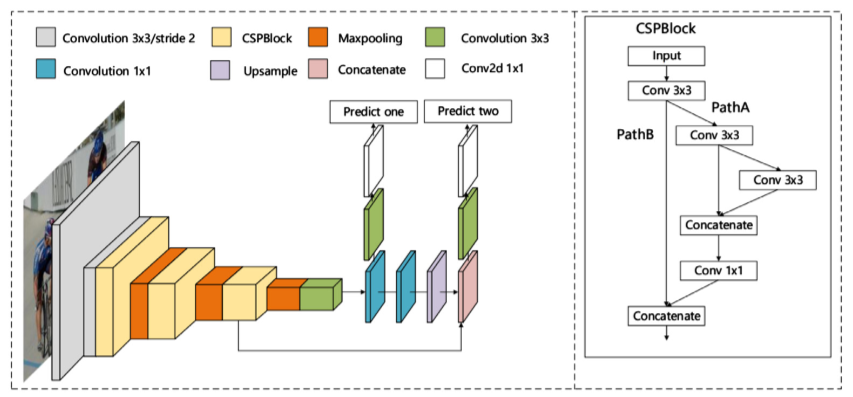 Convolution 3x3/stride 2
CSPBlock
Maxpooling
Convolution 3x3
Convolution 1x1
Upsample
Concatenate
Conv2d 1x1
Predict one
Predict two
CSPBlock
Input
Conv 3x3
PathA
PathB
Conv 3x3
Conv 3x3
Concatenate
Conv 1x1
Concatenate